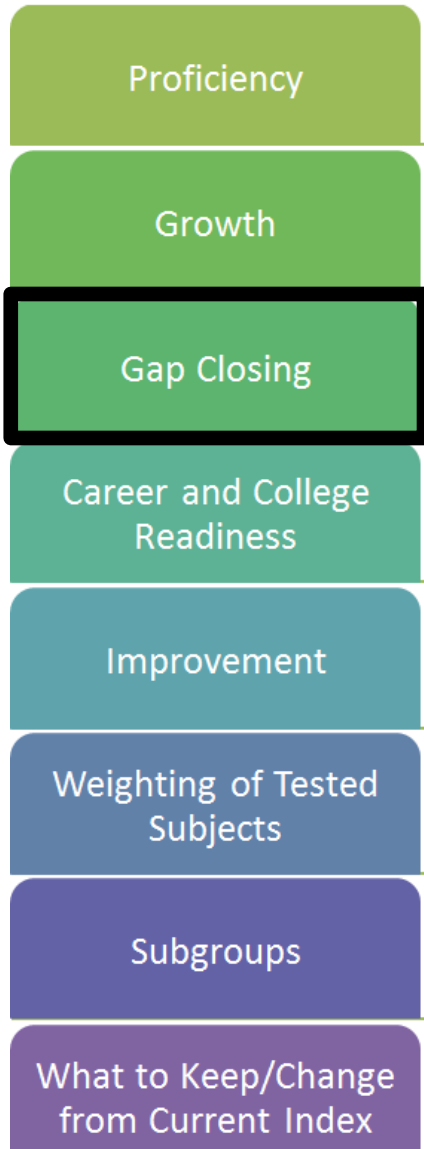 Proficiency
Growth
Gap Closing
Career and College
Readiness
Improvement
Weighting of Tested
Subjects
Subgroups
What to Keep/Change
from Current Index